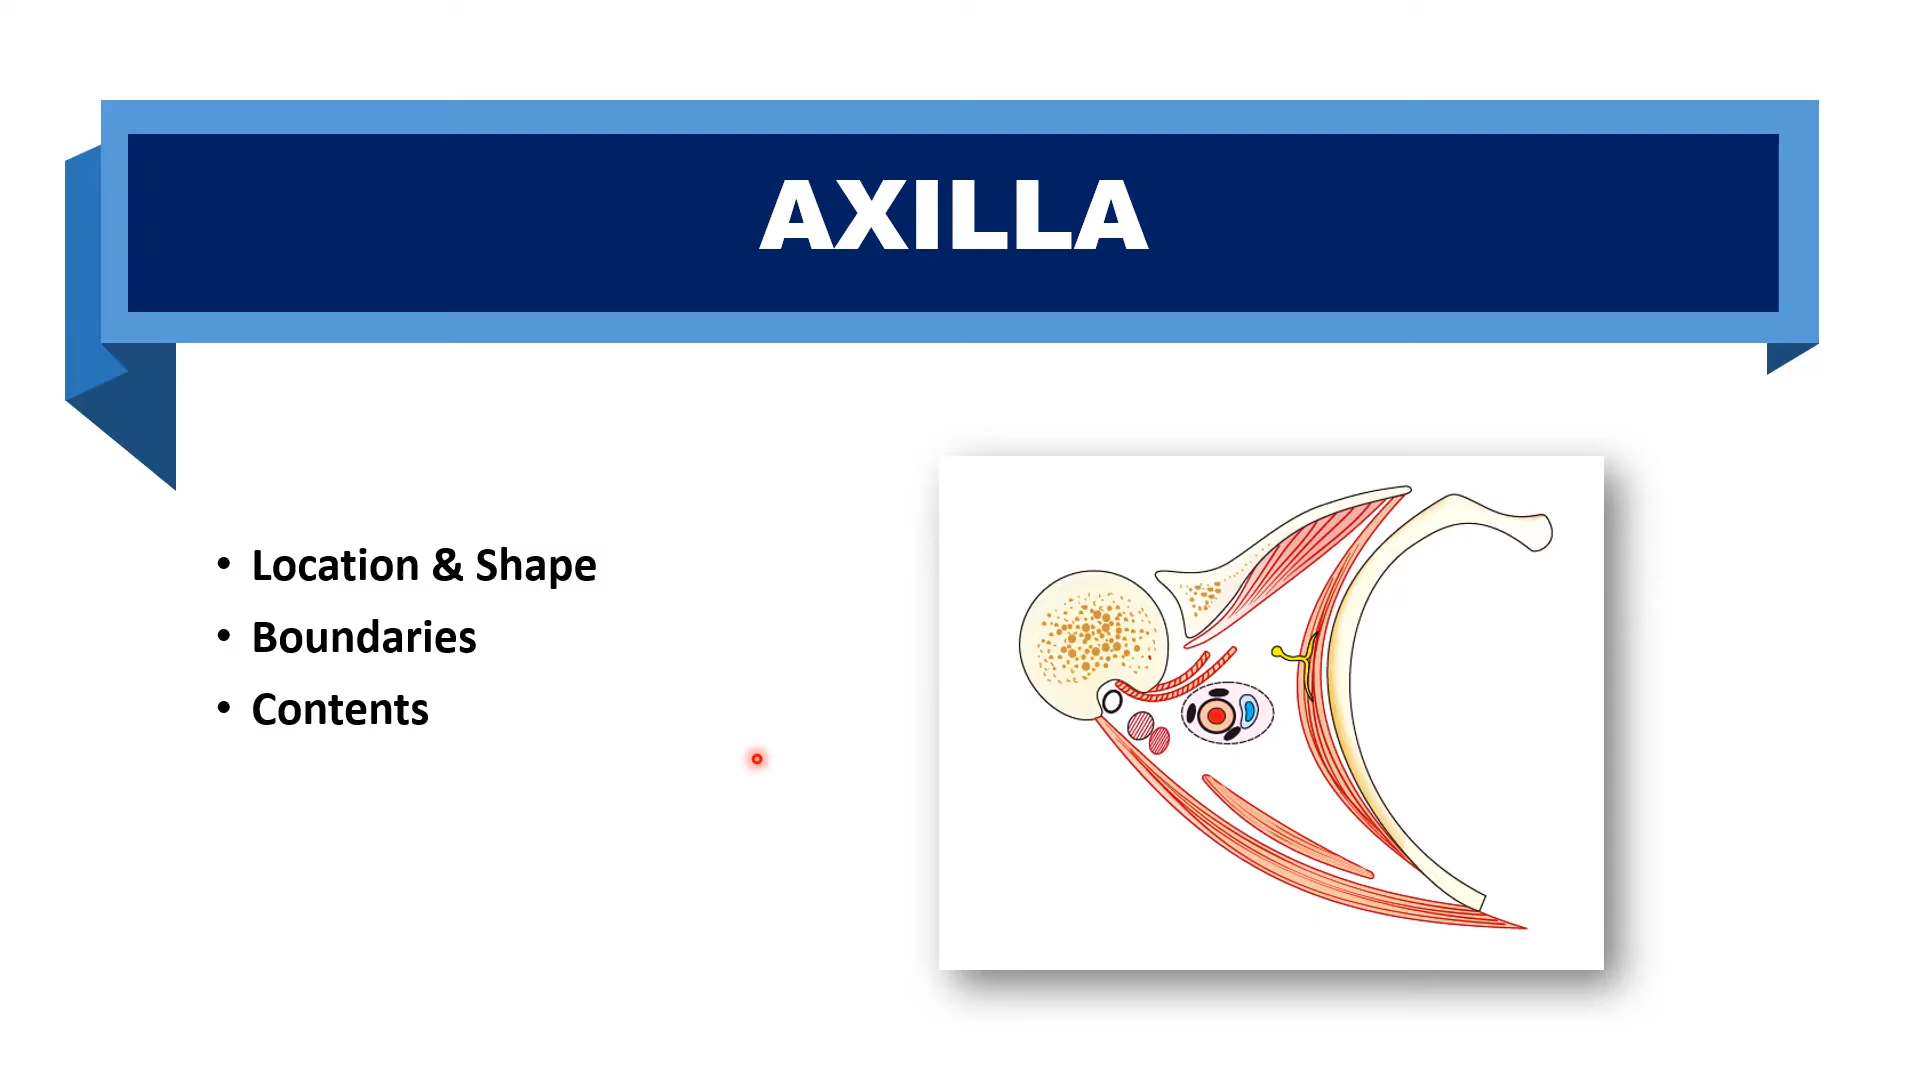 AXILLA
• Location & Shape
• Boundaries
• Contents